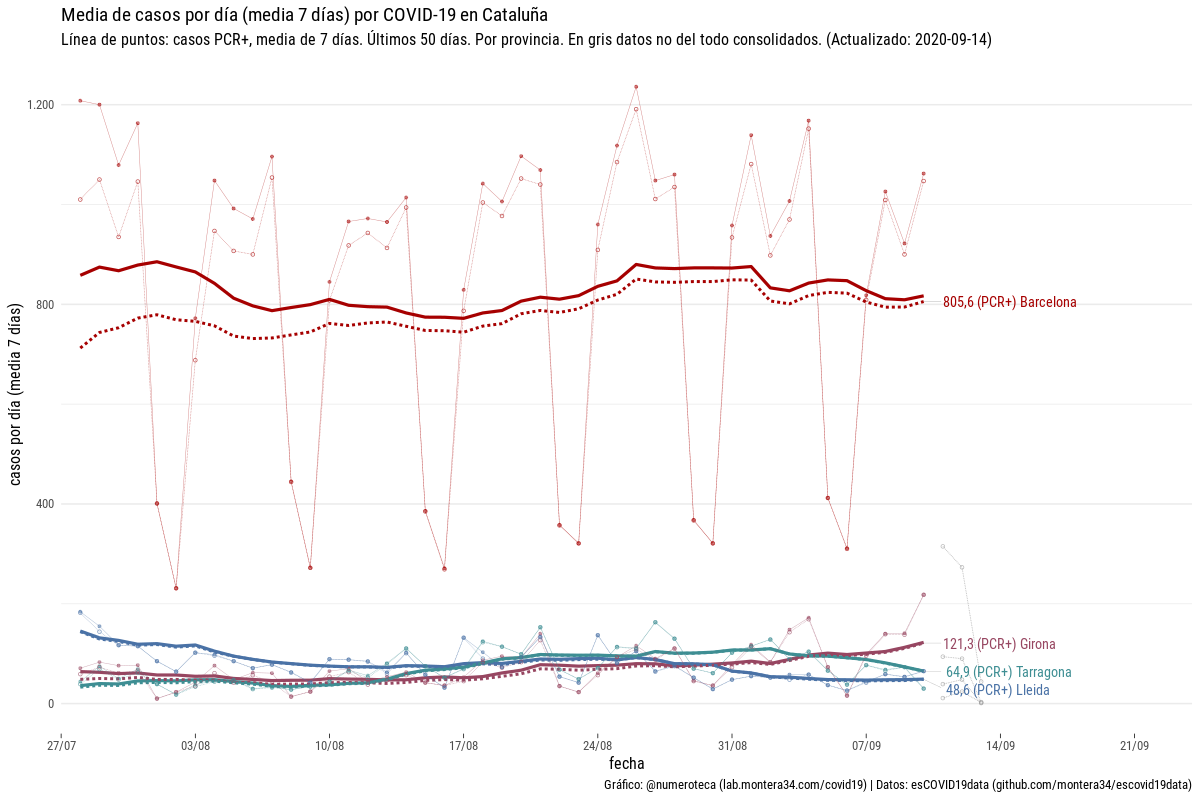 Media de casos por día (media 7 días) por COVID-19 en Cataluña
Línea de puntos: casos PCR+, media de 7 días. Últimos 50 días. Por provincia. En gris datos no del todo consolidados. (Actualizado: 2020-09-14)
casos por día (media 7 días)
1.200
800
400
0
805,6 (PCR+) Barcelona
121,3 (PCR+) Girona
64,9 (PCR+) Tarragona
48,6 (PCR+) Lleida
27/07 03/08 10/08 17/08 24/08 31/08 07/09 14/09 21/09
fecha
Gráfico: @numeroteca (lab.montera34.com/covid19) | Datos: esCOVID19data (github.com/montera34/escovid19data)